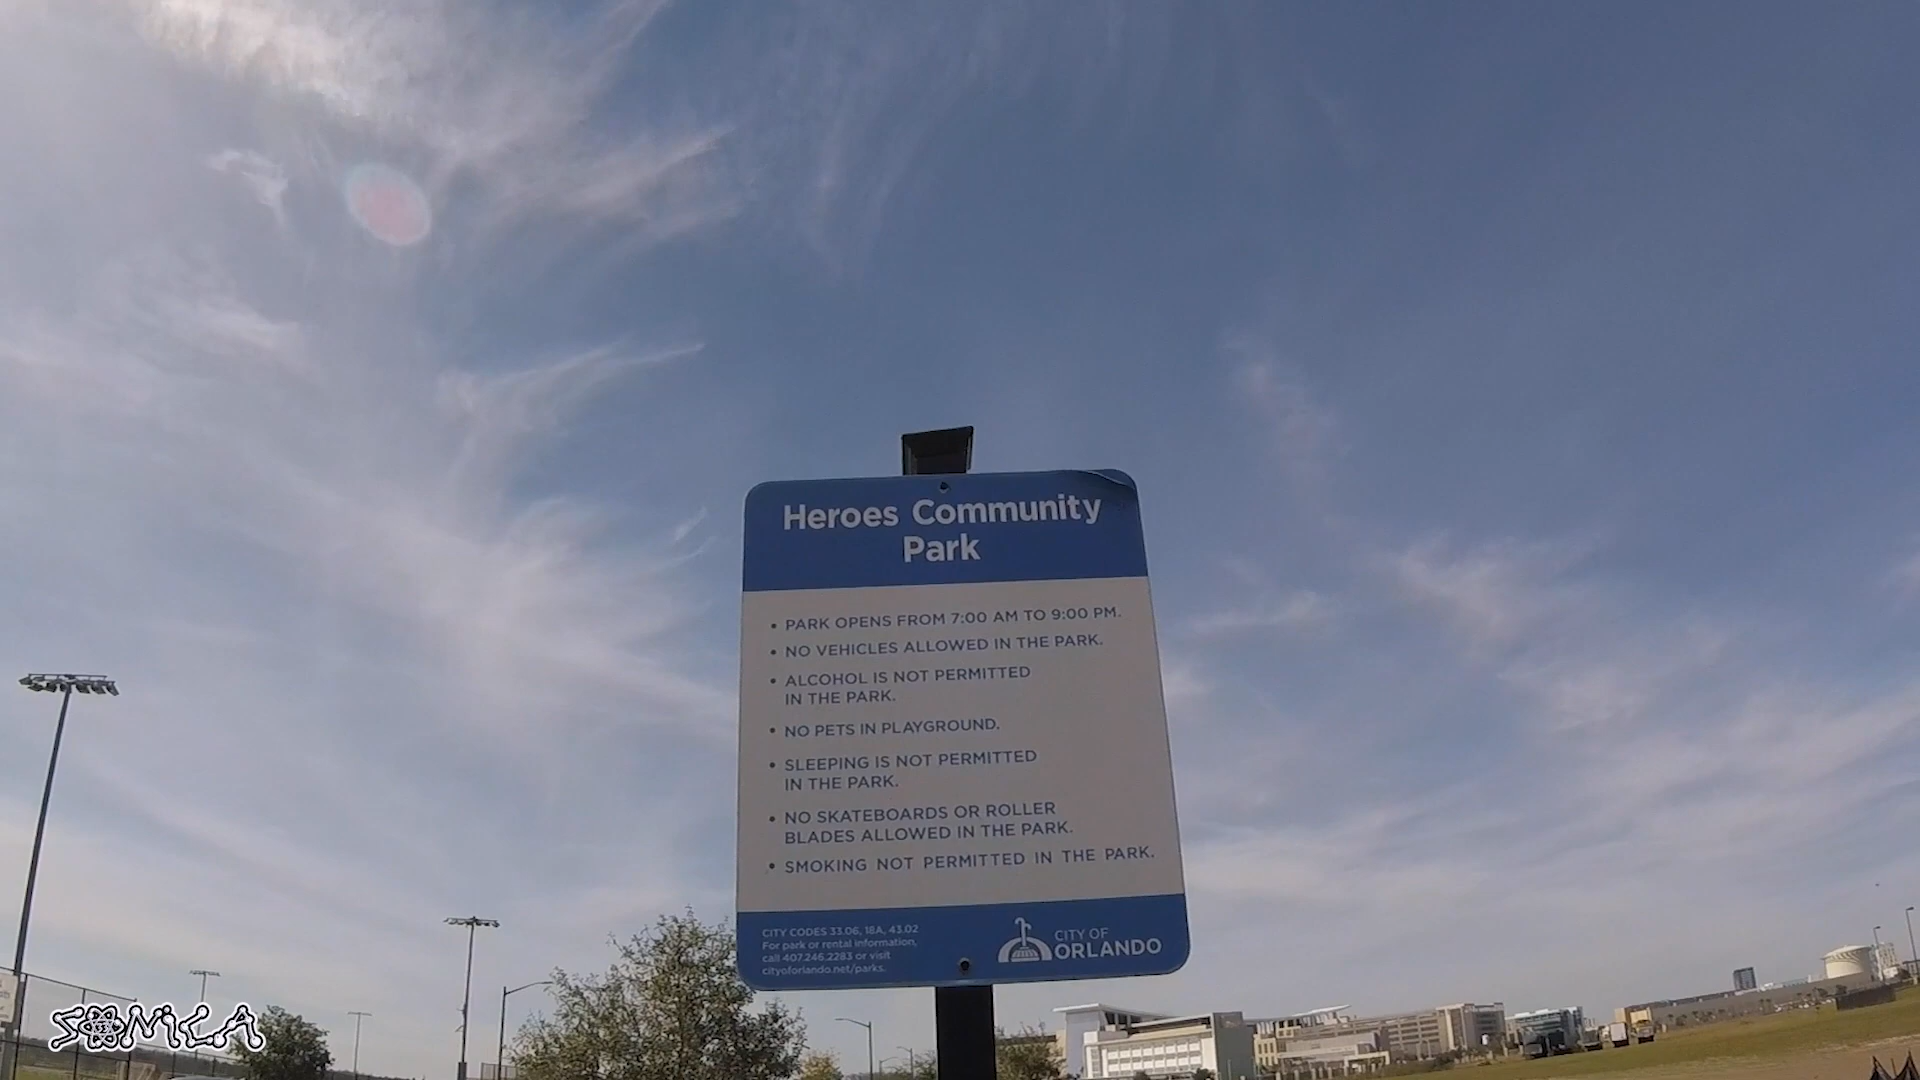 Heroes Community
Park
• PARK OPENS FROM 7:00 AM TO 9:00 PM.
• NO VEHICLES ALLOWED IN THE PARK.
• ALCOHOL IS NOT PERMITTED
IN THE PARK.
• NO PETS IN PLAYGROUND.
• SLEEPING IS NOT PERMITTED
IN THE PARK.
• NO SKATEBOARDS OR ROLLER
BLADES ALLOWED IN THE PARK.
• SMOKING NOT PERMITTED IN THE PARK.
CITY CODES 33.06, 18A, 43.02
For park or rental information,
call 407.246.2283 or visit
cityoforlando.net/parks.
CITY OF
ORLANDO
SOMICA